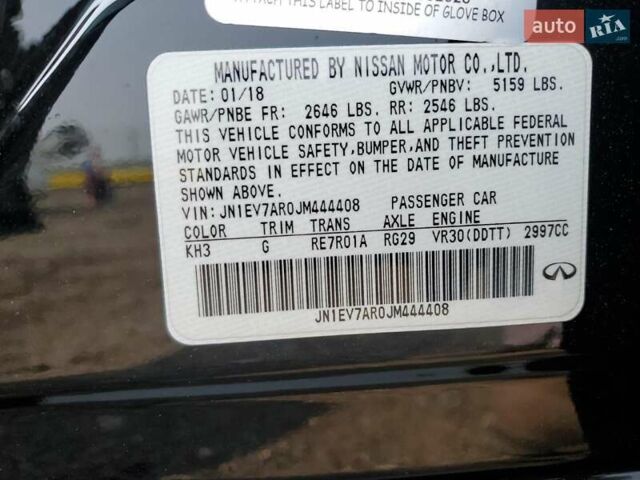 ATTACH THIS LABEL TO INSIDE OF GLOVE BOX
auto RIA.com
MANUFACTURED BY NISSAN MOTOR CO.,LTD.
DATE: 01/18 GVWR/PNBV: 5159 LBS.
GAWR/PNBE FR: 2646 LBS. RR: 2546 LBS.
THIS VEHICLE CONFORMS TO ALL APPLICABLE FEDERAL
MOTOR VEHICLE SAFETY,BUMPER,AND THEFT PREVENTION
STANDARDS IN EFFECT ON THE DATE OF MANUFACTURE
SHOWN ABOVE.
VIN: JN1EV7AR0JM444408 PASSENGER CAR
COLOR TRIM TRANS AXLE ENGINE
KH3 G RE7R01A RG29 VR30(DDTT) 2997CC
JN1EV7AR0JM444408